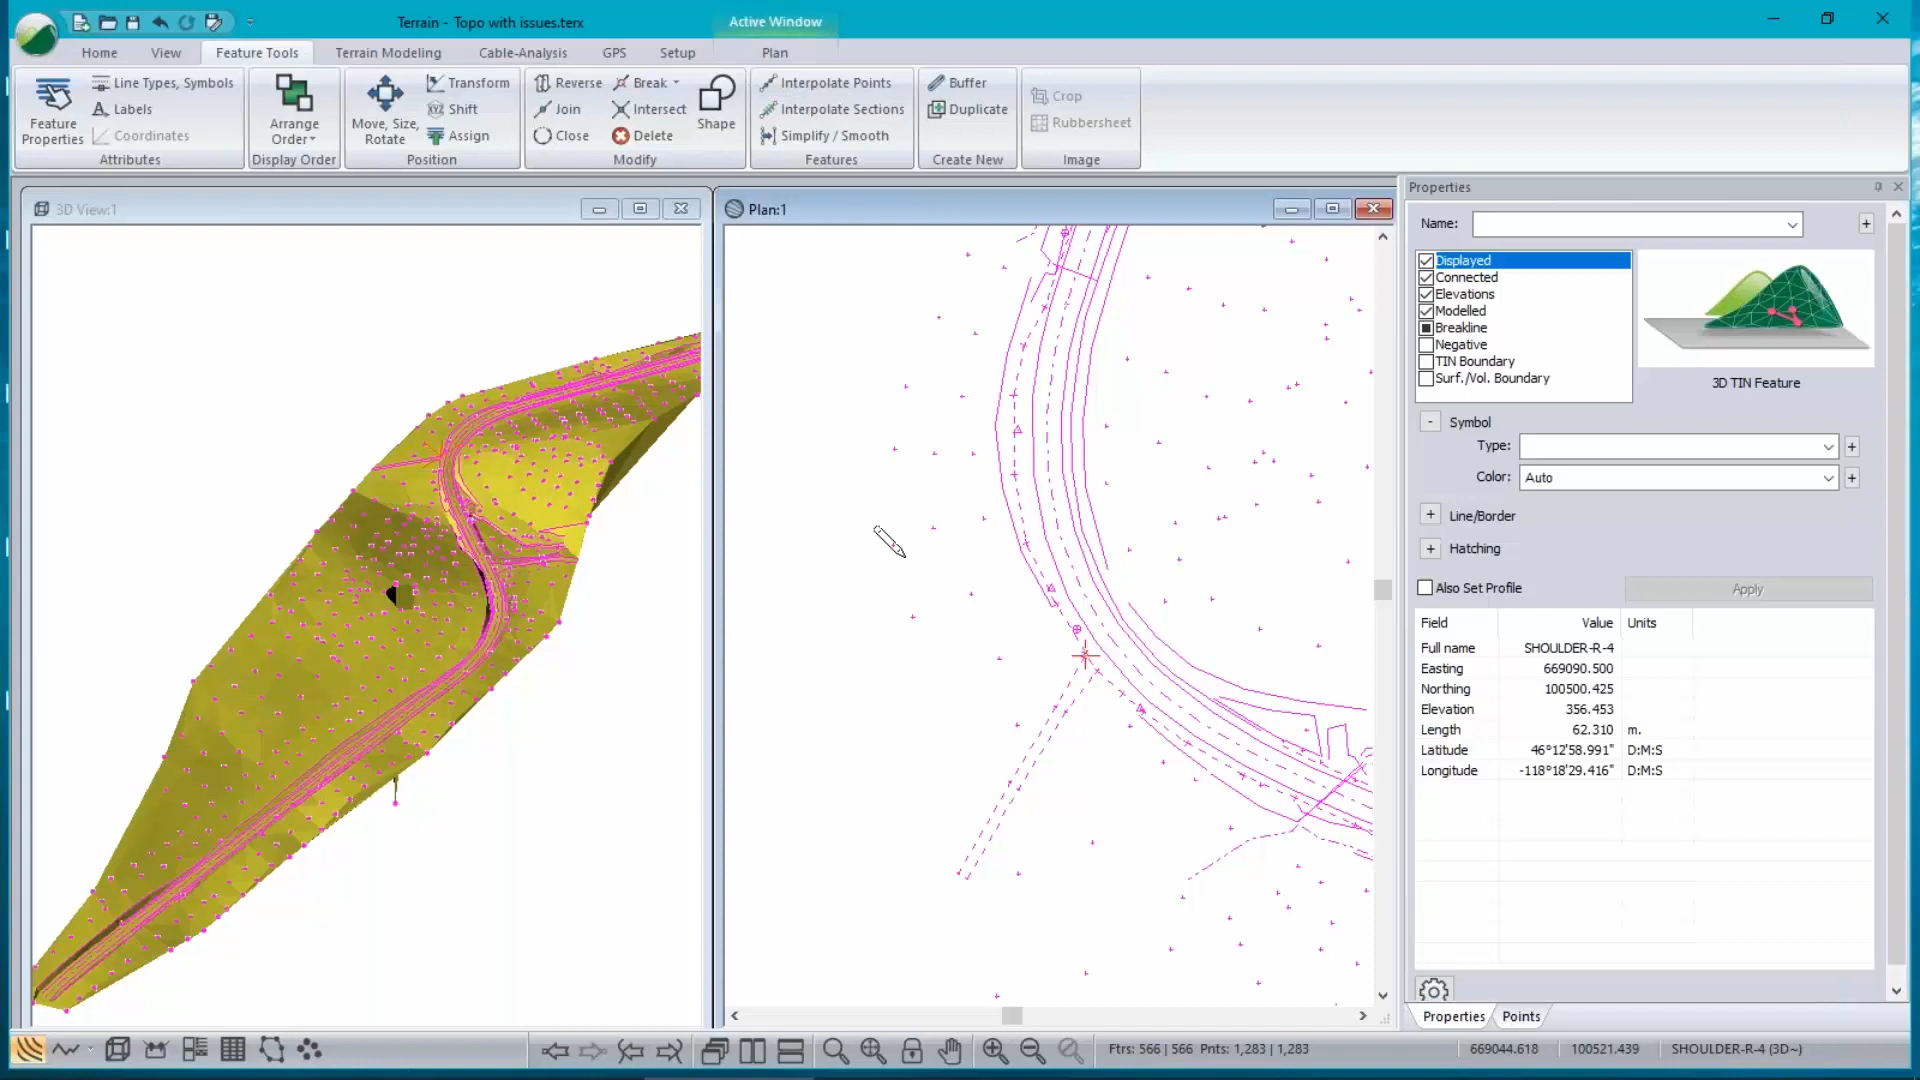 Terrain - Topo with issues.terx
Active Window
Home View Feature Tools Terrain Modeling Cable-Analysis GPS Setup Plan
Feature Properties
Line Types, Symbols
Labels
Coordinates
Attributes
Arrange Order
Display Order
Move, Size, Rotate
Transform
XYZ Shift
Assign
Position
Reverse
Join
Close
Break
Intersect
Delete
Shape
Modify
Interpolate Points
Interpolate Sections
Simplify / Smooth
Features
Buffer
Duplicate
Create New
Crop
Rubbersheet
Image
3D View:1
Plan:1
Properties
Name:
Displayed
Connected
Elevations
Modelled
Breakline
Negative
TIN Boundary
Surf./Vol. Boundary
3D TIN Feature
- Symbol
Type:
Color: Auto
+ Line/Border
+ Hatching
Also Set Profile
Apply
Field Value Units
Full name SHOULDER-R-4
Easting 669090.500
Northing 100500.425
Elevation 356.453
Length 62.310 m.
Latitude 46°12'58.991" D:M:S
Longitude -118°18'29.416" D:M:S
Properties Points
Ftrs: 566 | 566 Pnts: 1,283 | 1,283
669044.618 100521.439 SHOULDER-R-4 (3D~)